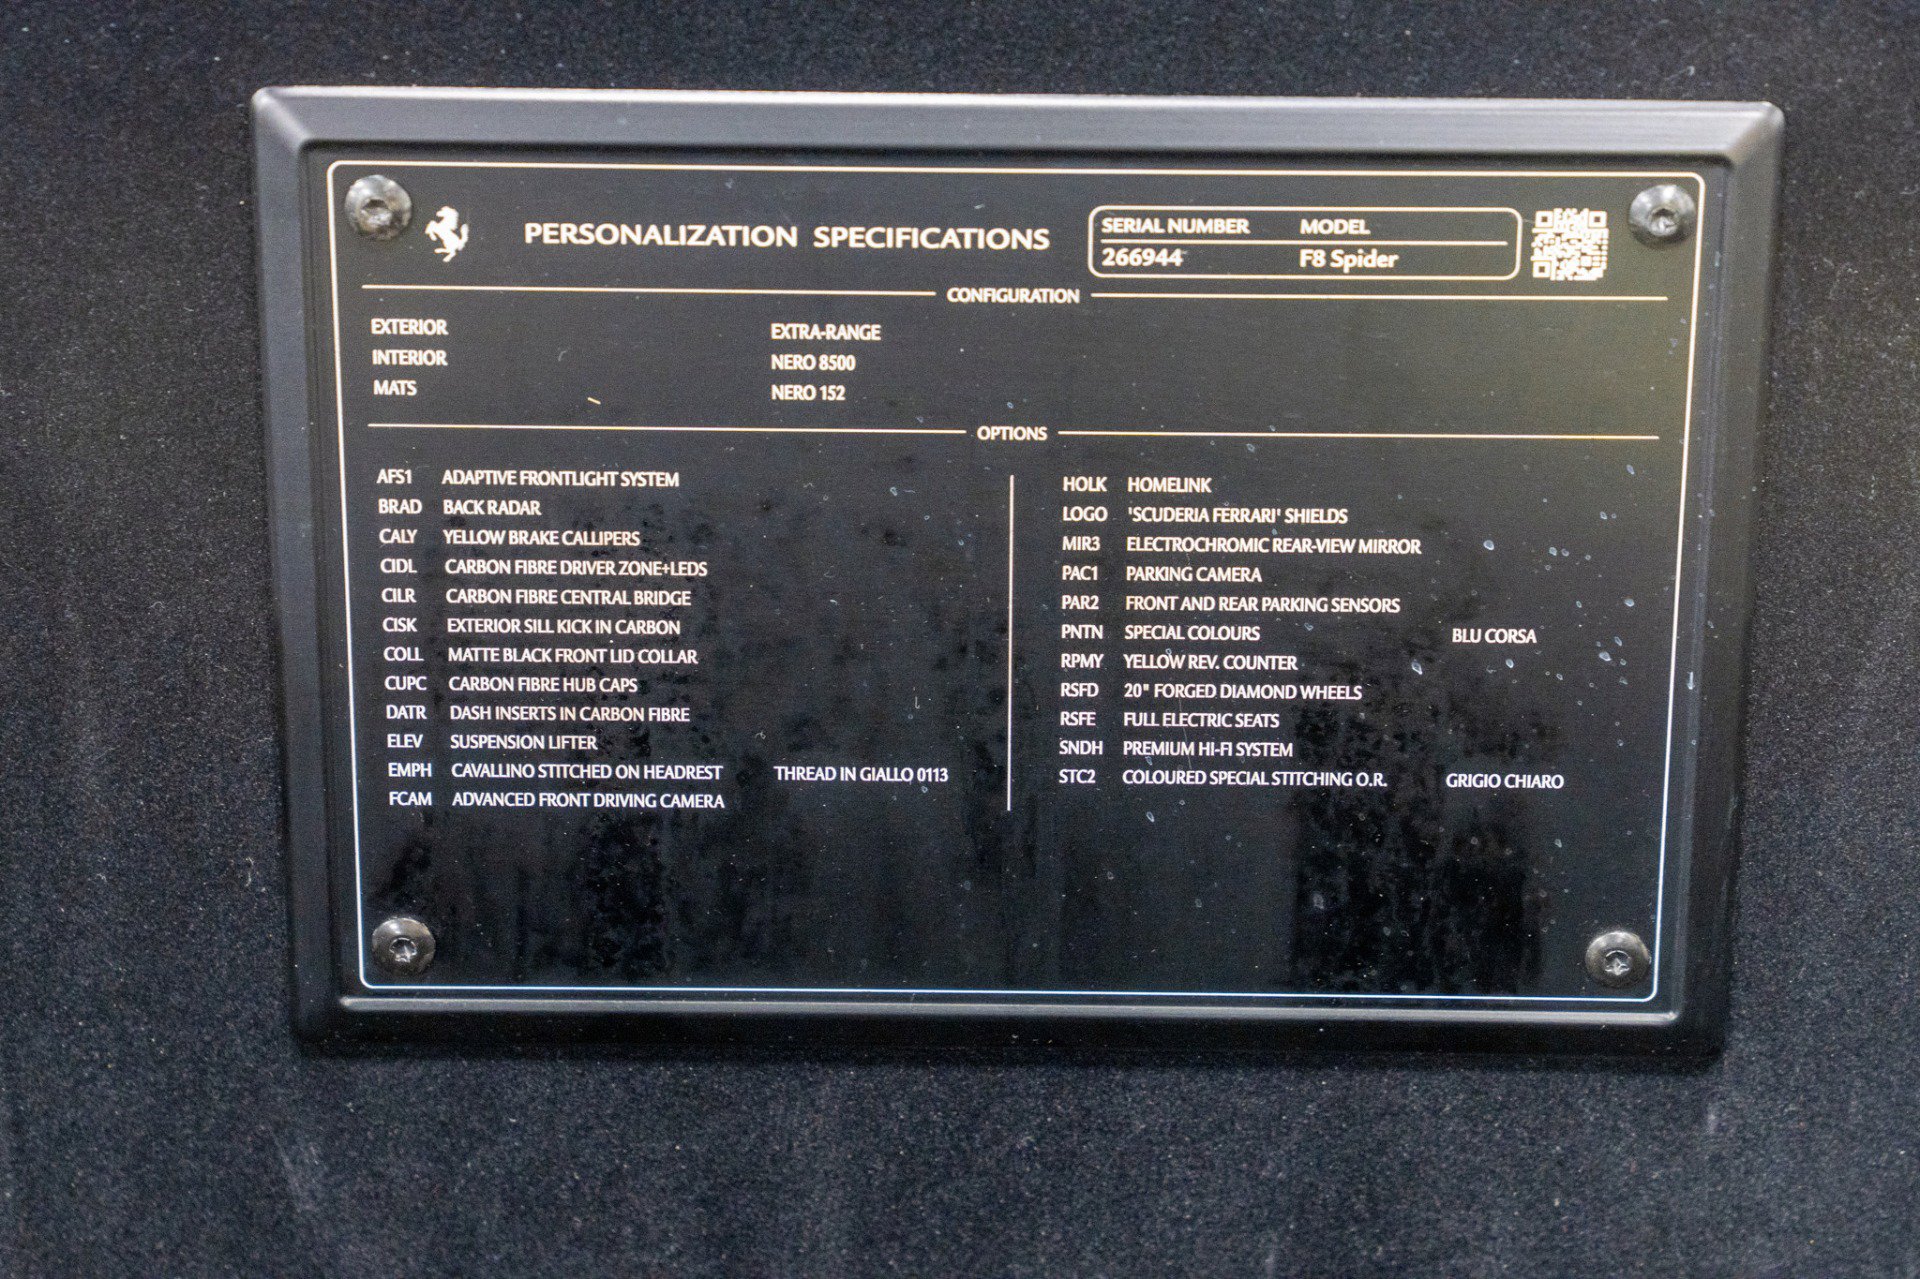 PERSONALIZATION SPECIFICATIONS
SERIAL NUMBER MODEL
266944 F8 Spider
CONFIGURATION
EXTERIOR EXTRA-RANGE
INTERIOR NERO 8500
MATS NERO 152
OPTIONS
AFS1 ADAPTIVE FRONTLIGHT SYSTEM
BRAD BACK RADAR
CALY YELLOW BRAKE CALLIPERS
CIDL CARBON FIBRE DRIVER ZONE+LEDS
CILR CARBON FIBRE CENTRAL BRIDGE
CISK EXTERIOR SILL KICK IN CARBON
COLL MATTE BLACK FRONT LID COLLAR
CUPC CARBON FIBRE HUB CAPS
DATR DASH INSERTS IN CARBON FIBRE
ELEV SUSPENSION LIFTER
EMPH CAVALLINO STITCHED ON HEADREST THREAD IN GIALLO 0113
FCAM ADVANCED FRONT DRIVING CAMERA
HOLK HOMELINK
LOGO 'SCUDERIA FERRARI' SHIELDS
MIR3 ELECTROCHROMIC REAR-VIEW MIRROR
PAC1 PARKING CAMERA
PAR2 FRONT AND REAR PARKING SENSORS
PNTN SPECIAL COLOURS BLU CORSA
RPMY YELLOW REV. COUNTER
RSFD 20" FORGED DIAMOND WHEELS
RSFE FULL ELECTRIC SEATS
SNDH PREMIUM HI-FI SYSTEM
STC2 COLOURED SPECIAL STITCHING O.R. GRIGIO CHIARO